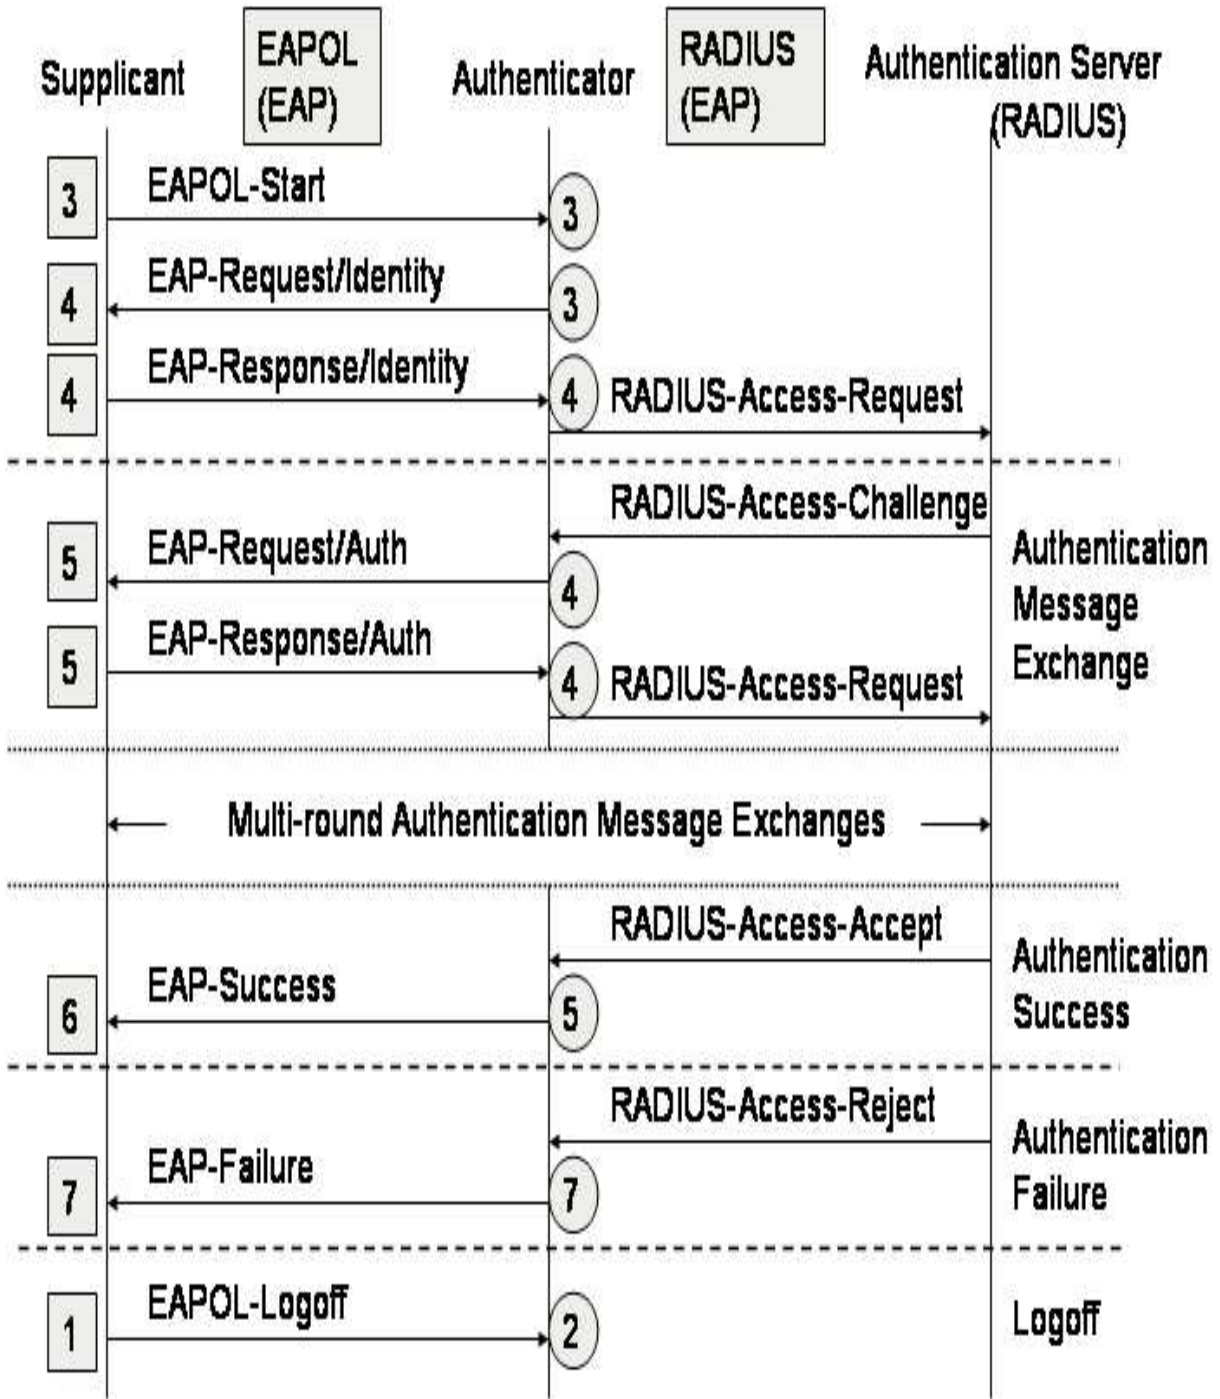 Supplicant
EAPOL
(EAP)
Authenticator
RADIUS
(EAP)
Authentication Server
(RADIUS)
3
EAPOL-Start
3
4
EAP-Request/Identity
3
4
EAP-Response/Identity
4
RADIUS-Access-Request
RADIUS-Access-Challenge
5
EAP-Request/Auth
4
5
EAP-Response/Auth
4
RADIUS-Access-Request
Authentication
Message
Exchange
Multi-round Authentication Message Exchanges
RADIUS-Access-Accept
6
EAP-Success
5
Authentication
Success
RADIUS-Access-Reject
7
EAP-Failure
7
Authentication
Failure
1
EAPOL-Logoff
2
Logoff